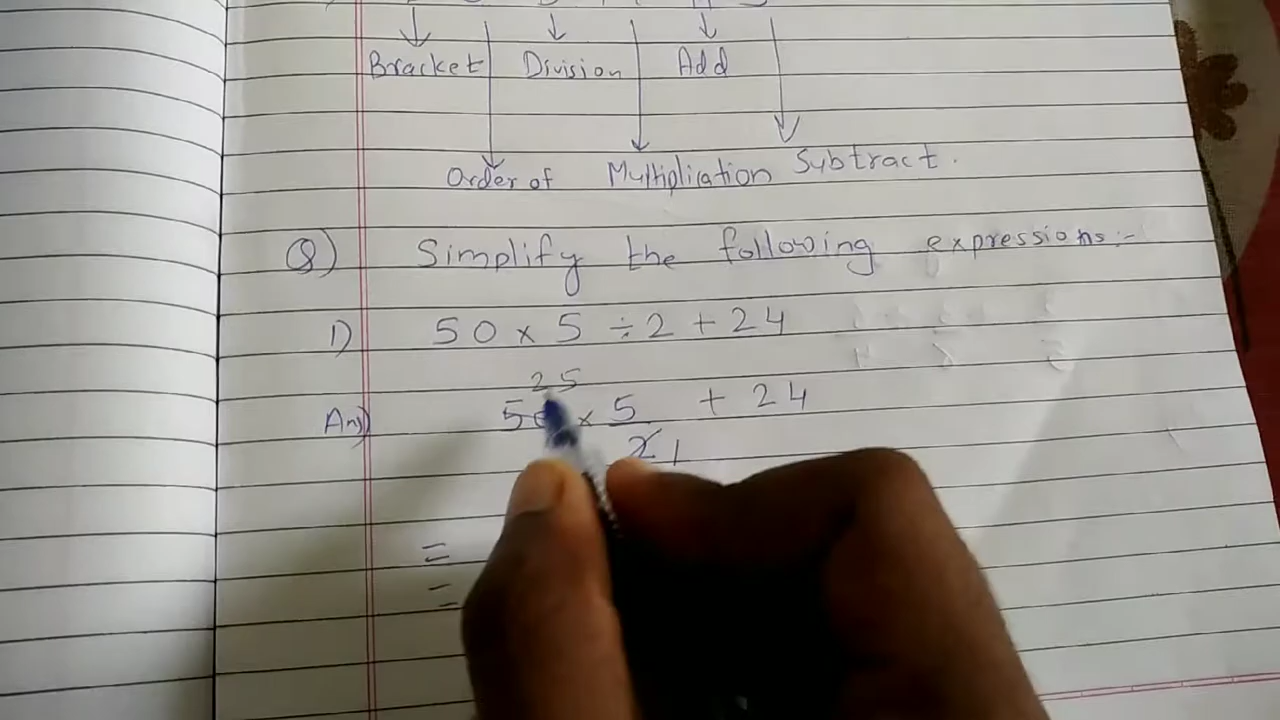 Bracket Division Add
Order of Multiplication Subtract.
Q) Simplify the following expressions:-
1) 50 × 5 ÷ 2 + 24
25
Ans) 50 × 5 + 24
2 1
=
=